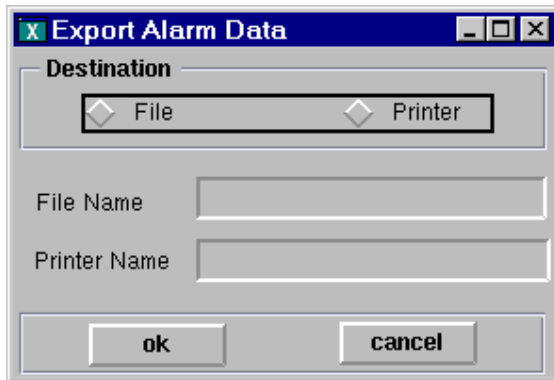 X Export Alarm Data
Destination
File Printer
File Name
Printer Name
ok cancel